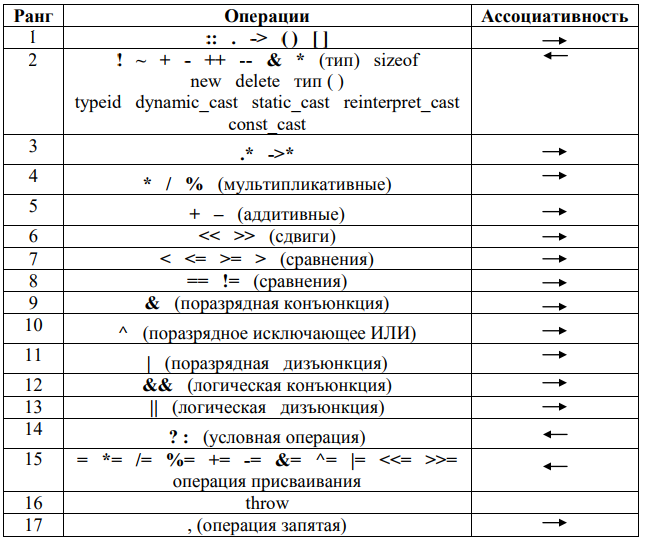 Ранг Операции Ассоциативность
1 :: . -> ( ) [ ] →
2 ! ~ + - ++ -- & * (тип) sizeof ←
new delete тип ( )
typeid dynamic_cast static_cast reinterpret_cast
const_cast
3 .* ->* →
4 * / % (мультипликативные) →
5 + – (аддитивные) →
6 << >> (сдвиги) →
7 < <= >= > (сравнения) →
8 == != (сравнения) →
9 & (поразрядная конъюнкция) →
10 ^ (поразрядное исключающее ИЛИ) →
11 | (поразрядная дизъюнкция) →
12 && (логическая конъюнкция) →
13 || (логическая дизъюнкция) →
14 ? : (условная операция) ←
15 = *= /= %= += -= &= ^= |= <<= >>= ←
операция присваивания
16 throw
17 , (операция запятая) →